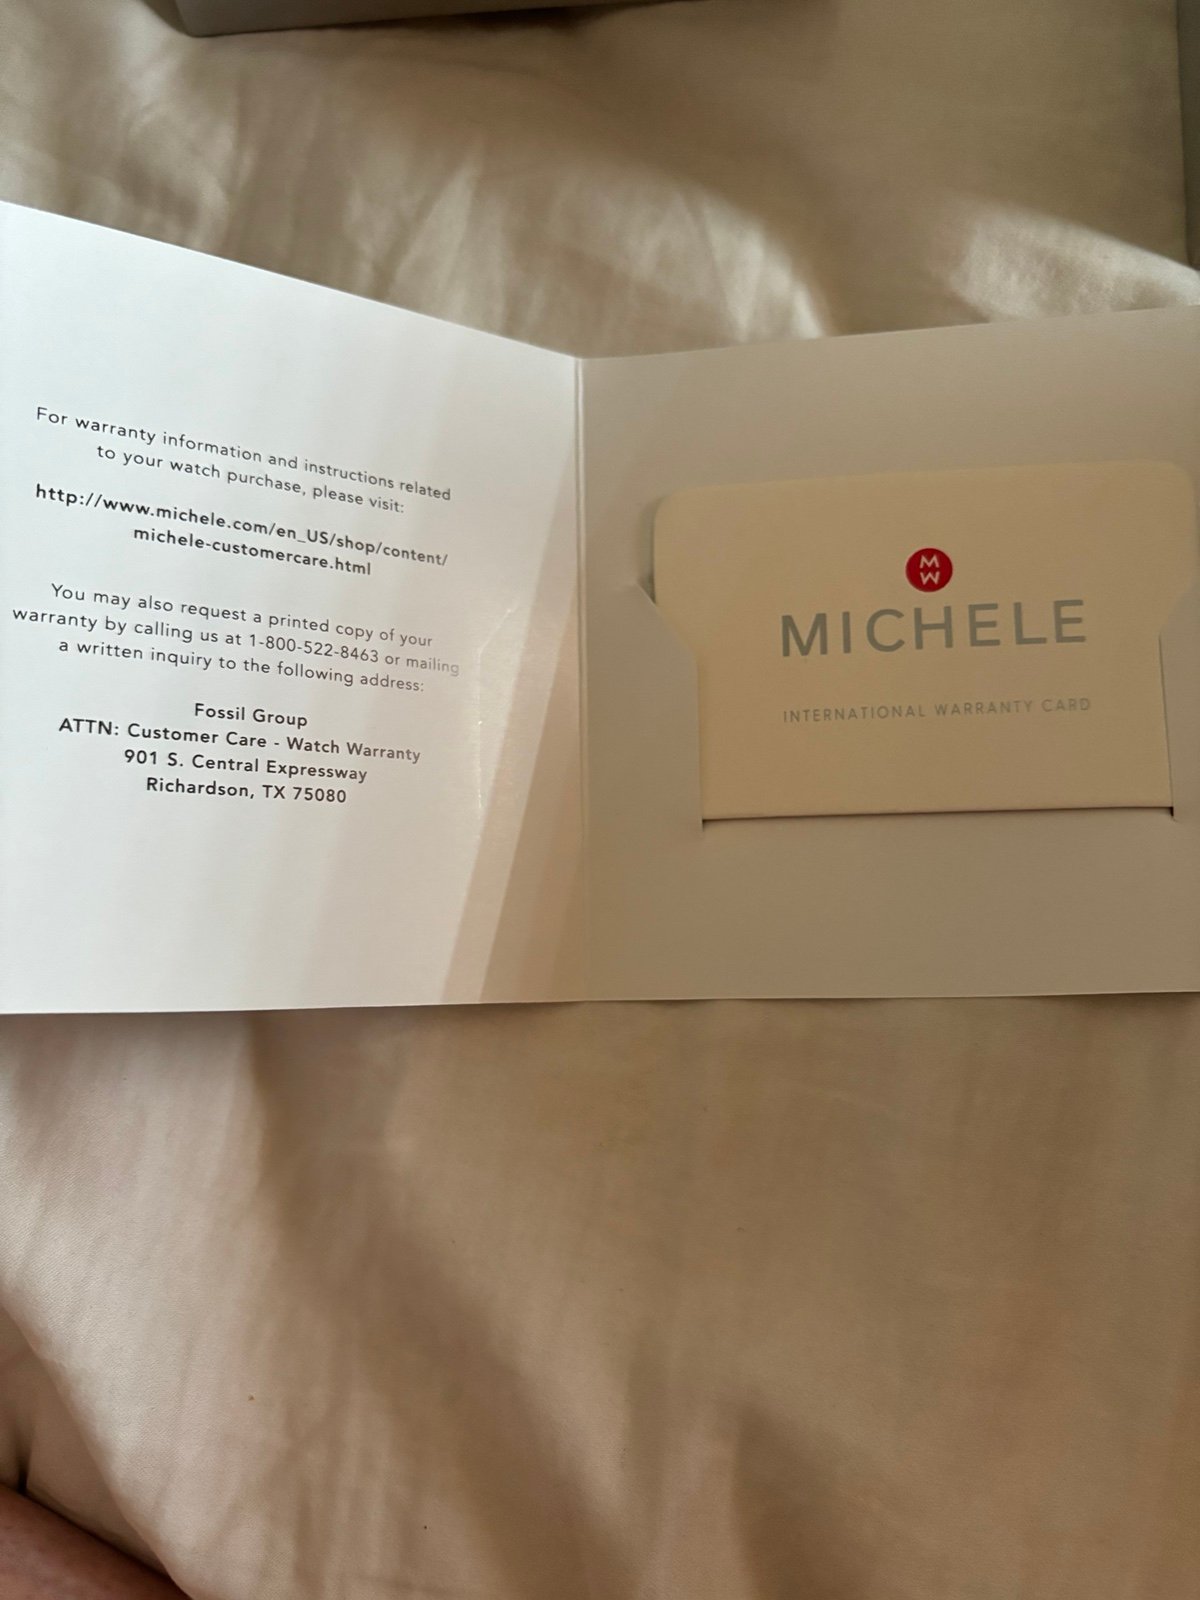 For warranty information and instructions related
to your watch purchase, please visit:
http://www.michele.com/en_US/shop/content/
michele-customercare.html
You may also request a printed copy of your
warranty by calling us at 1-800-522-8463 or mailing
a written inquiry to the following address:
Fossil Group
ATTN: Customer Care - Watch Warranty
901 S. Central Expressway
Richardson, TX 75080
M
W
MICHELE
INTERNATIONAL WARRANTY CARD